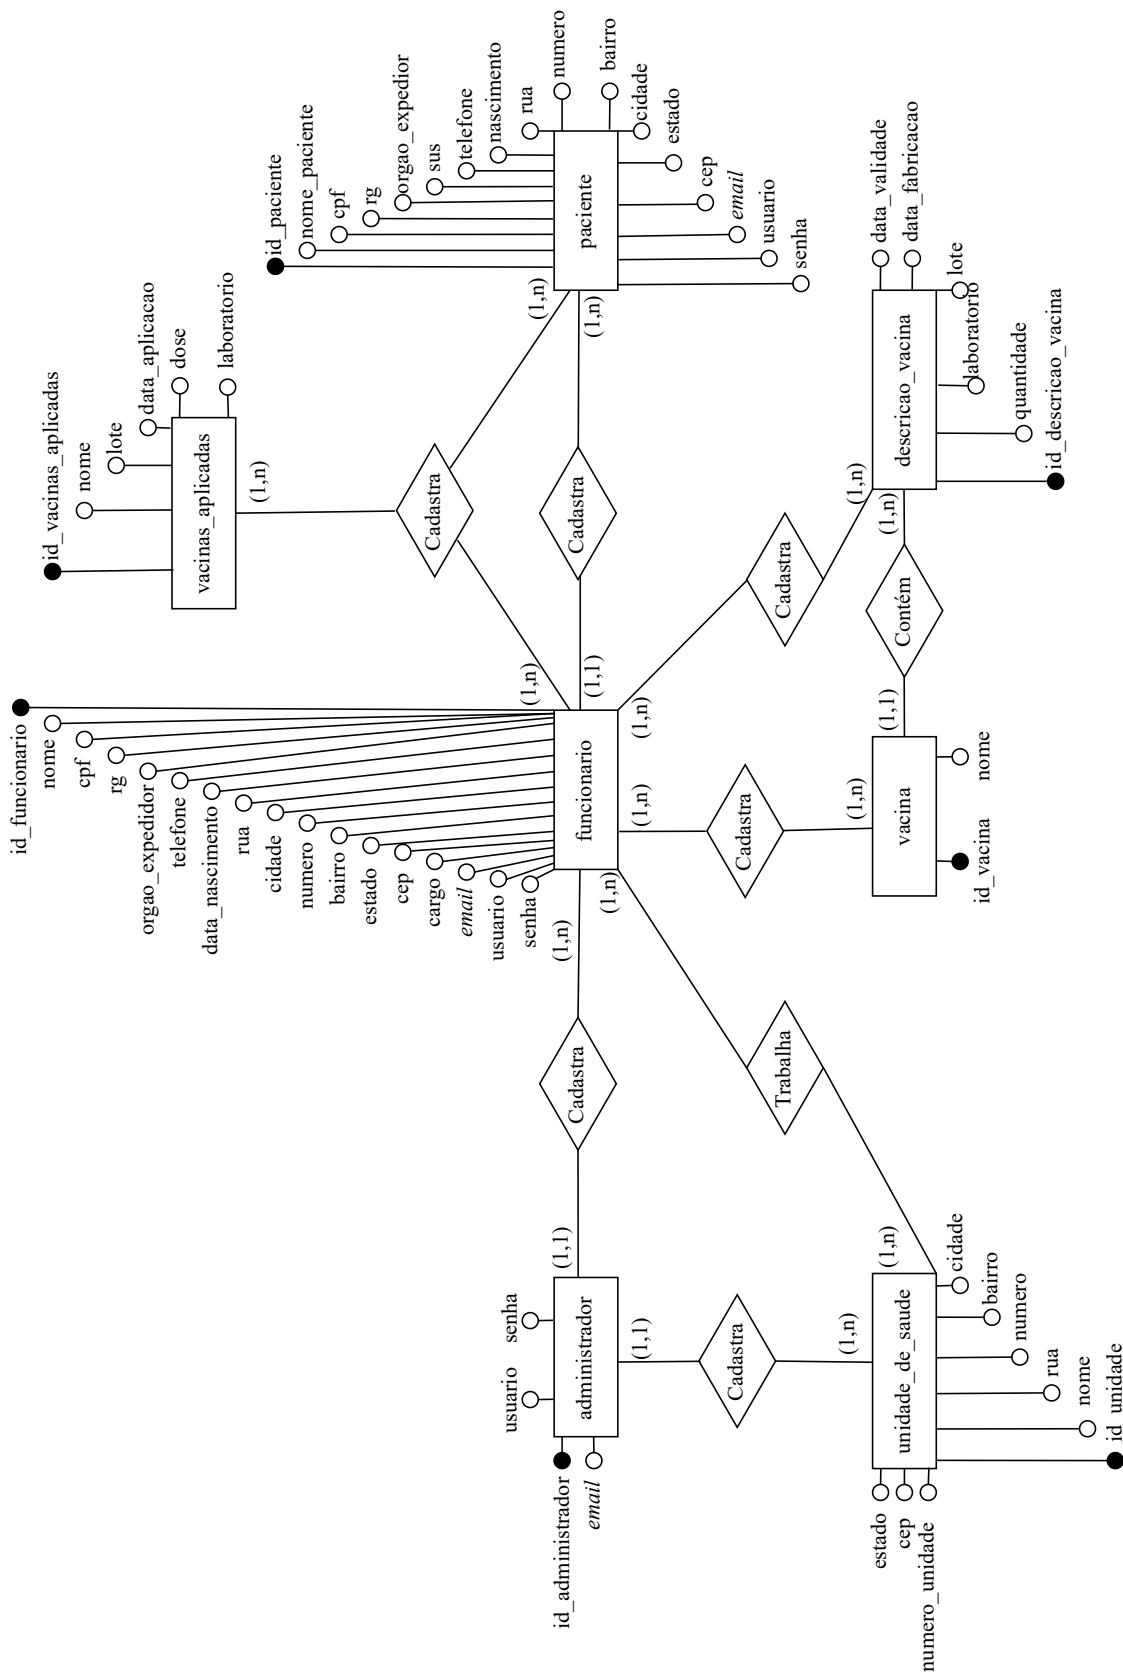 id_funcionario
nome
cpf
rg
orgao_expedidor
telefone
data_nascimento
rua
cidade
numero
bairro
estado
cep
cargo
email
usuario
senha
funcionario
id_vacinas_aplicadas
nome
lote
data_aplicacao
dose
laboratorio
vacinas_aplicadas
(1,n)
Cadastra
(1,n)
(1,n)
id_paciente
nome_paciente
cpf
rg
orgao_expedior
sus
telefone
nascimento
rua
numero
bairro
cidade
estado
cep
email
usuario
senha
paciente
(1,n)
Cadastra
(1,1)
(1,n)
Cadastra
(1,n)
data_validade
data_fabricacao
lote
laboratorio
quantidade
id_descricao_vacina
descricao_vacina
(1,n)
Contém
(1,1)
(1,n)
Cadastra
(1,n)
vacina
id_vacina
nome
(1,n)
Cadastra
(1,1)
usuario
senha
administrador
id_administrador
email
(1,1)
Cadastra
(1,n)
(1,n)
Trabalha
(1,n)
unidade_de_saude
estado
cep
numero_unidade
cidade
bairro
numero
rua
nome
id_unidade